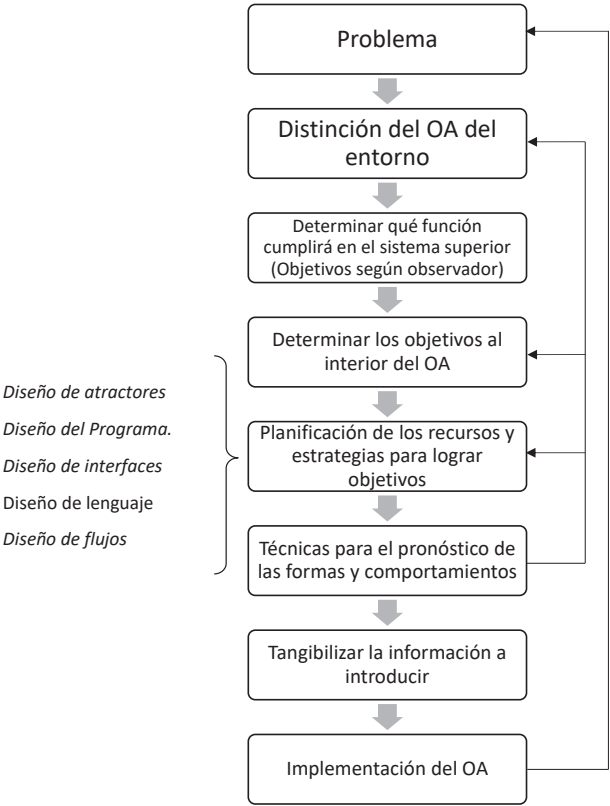 Problema
Distinción del OA del
entorno
Determinar qué función
cumplirá en el sistema superior
(Objetivos según observador)
Determinar los objetivos al
interior del OA
Diseño de atractores
Diseño del Programa.
Diseño de interfaces
Diseño de lenguaje
Diseño de flujos
Planificación de los recursos y
estrategias para lograr
objetivos
Técnicas para el pronóstico de
las formas y comportamientos
Tangibilizar la información a
introducir
Implementación del OA